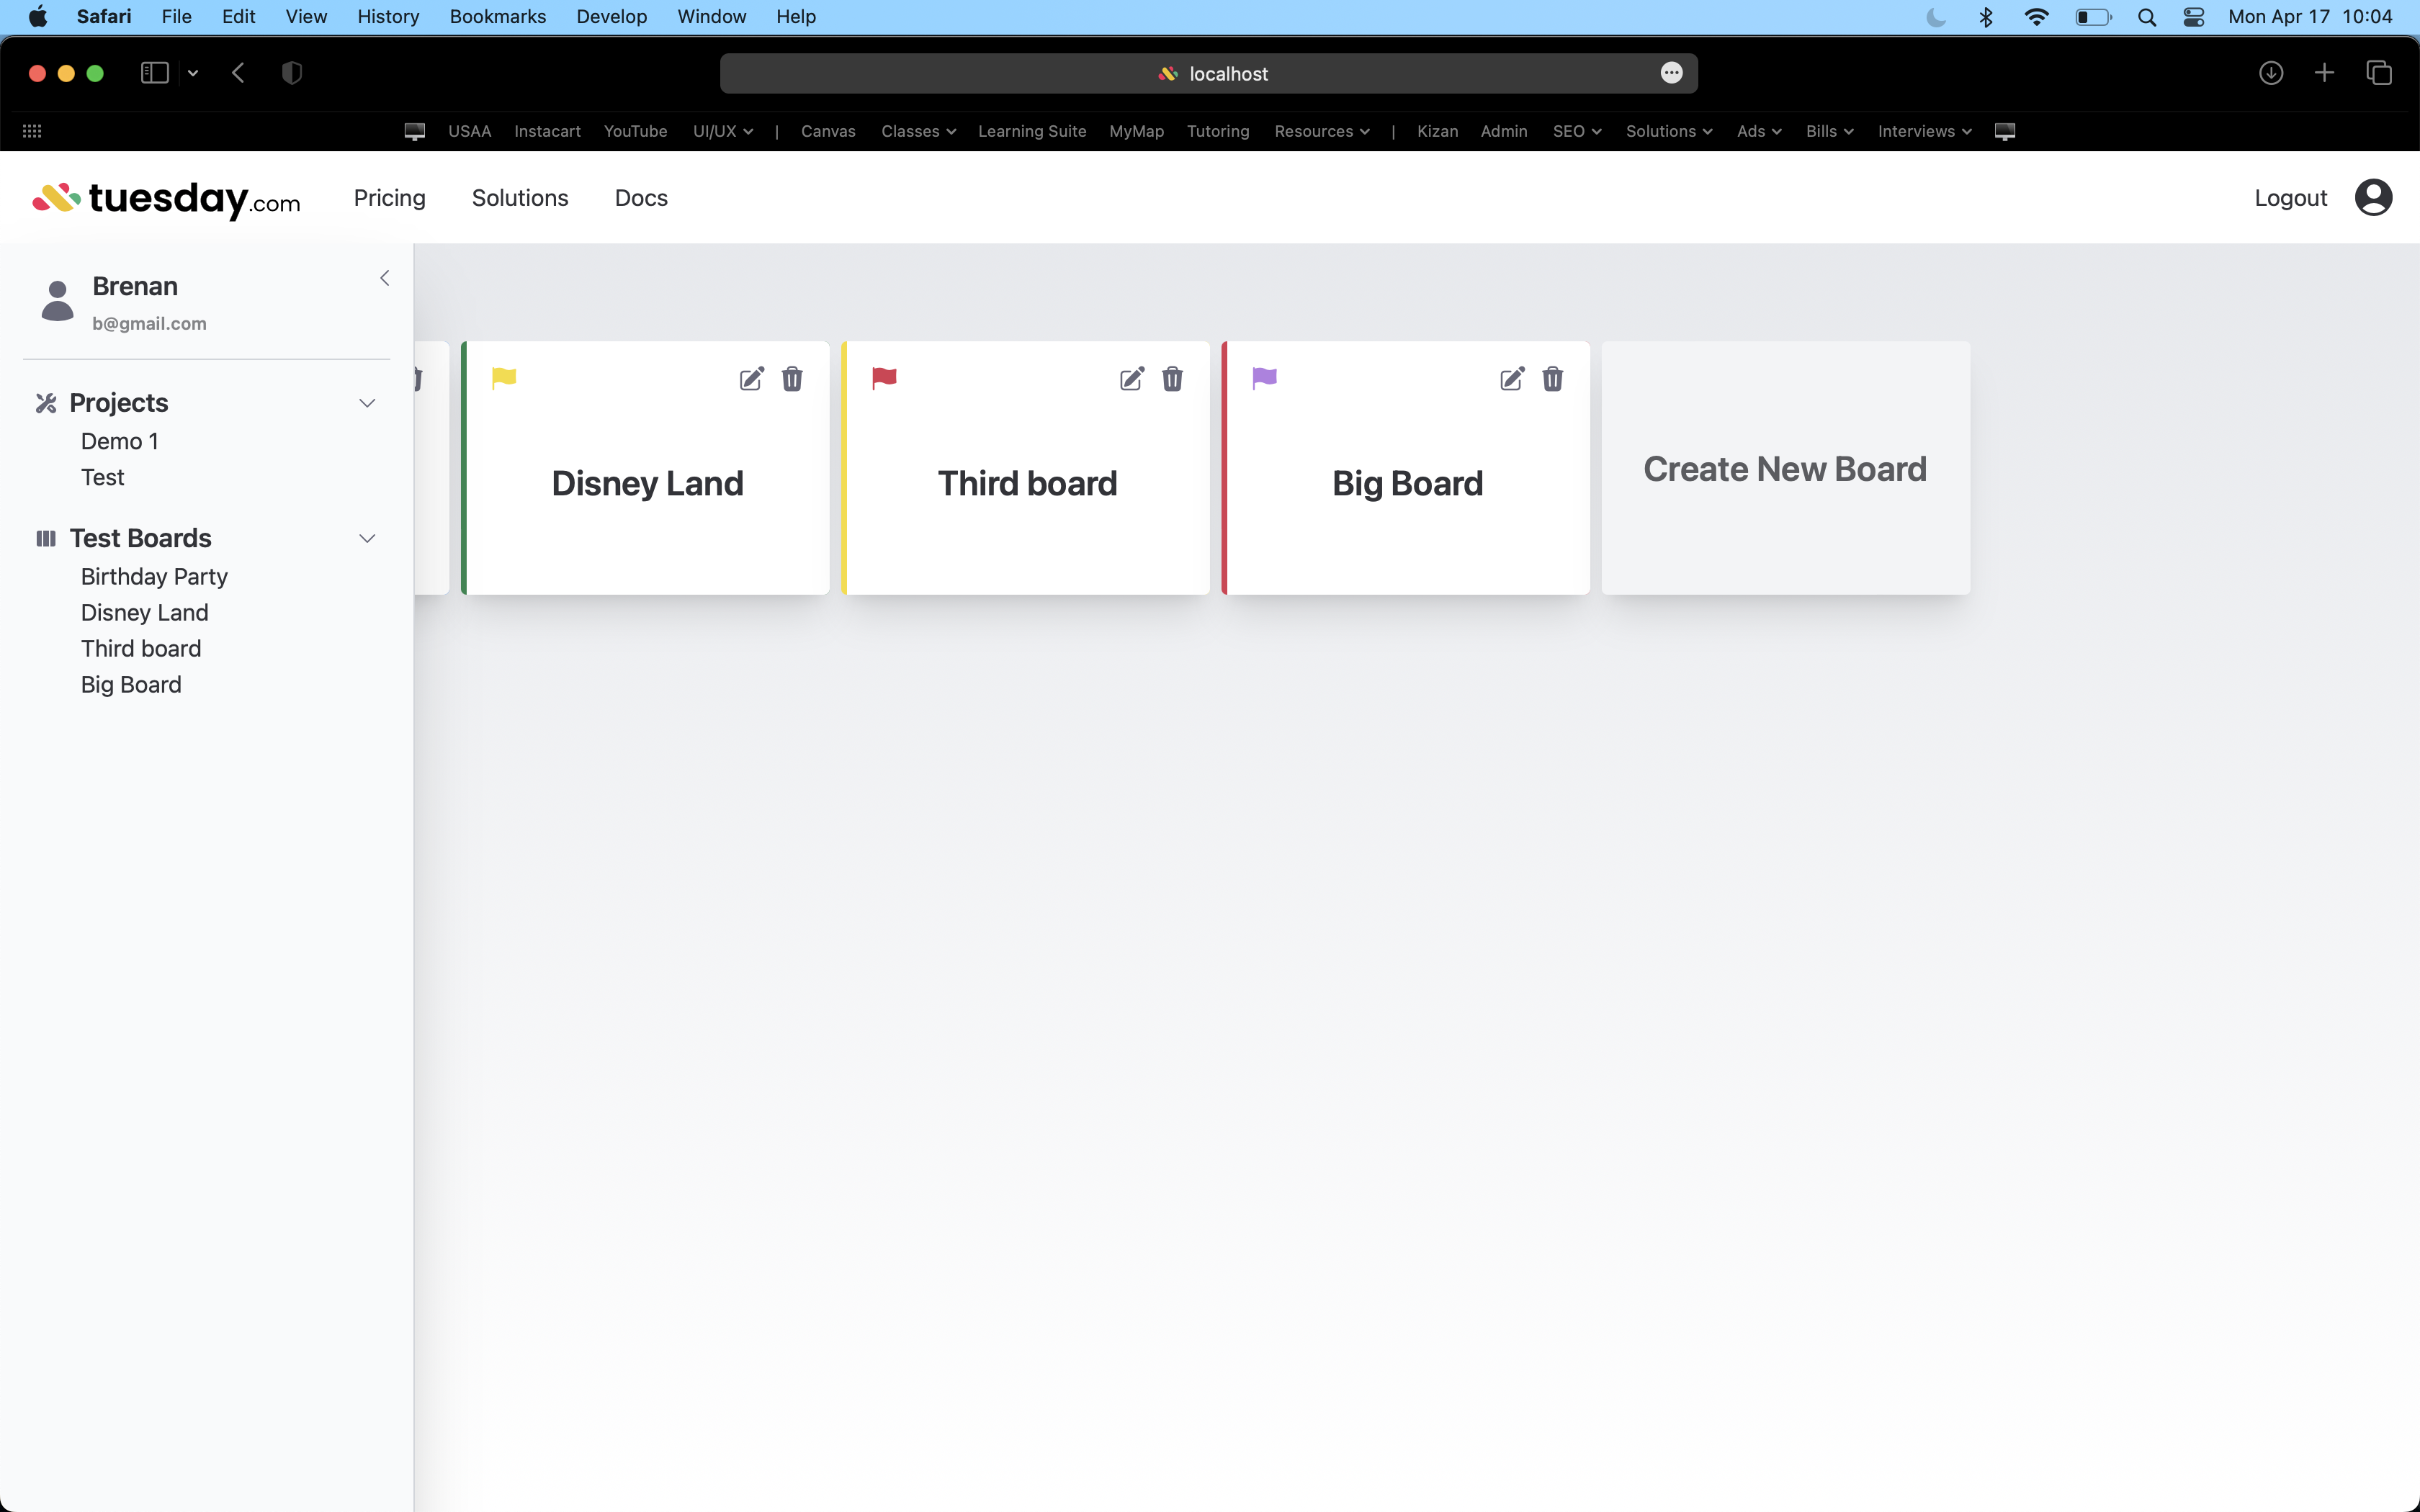 Safari File Edit View History Bookmarks Develop Window Help Mon Apr 17 10:04
localhost
USAA Instacart YouTube UI/UX | Canvas Classes Learning Suite MyMap Tutoring Resources | Kizan Admin SEO Solutions Ads Bills Interviews
tuesday.com Pricing Solutions Docs Logout
Brenan
b@gmail.com
Projects
Demo 1
Test
Test Boards
Birthday Party
Disney Land
Third board
Big Board
Disney Land
Third board
Big Board
Create New Board